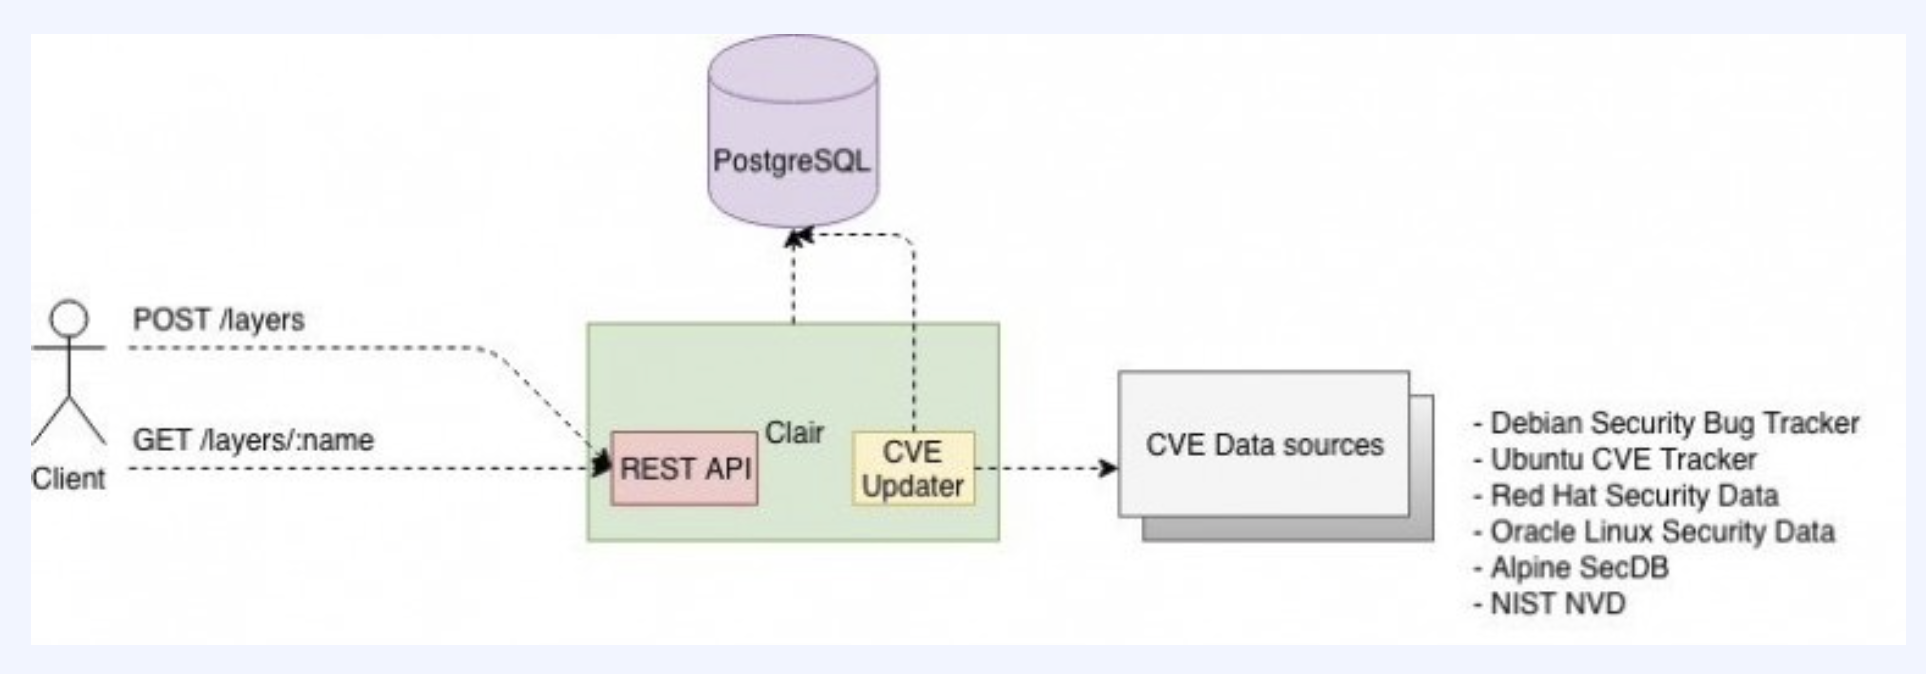 PostgreSQL
POST /layers
GET /layers/:name
Client
REST API
Clair
CVE
Updater
CVE Data sources
- Debian Security Bug Tracker
- Ubuntu CVE Tracker
- Red Hat Security Data
- Oracle Linux Security Data
- Alpine SecDB
- NIST NVD